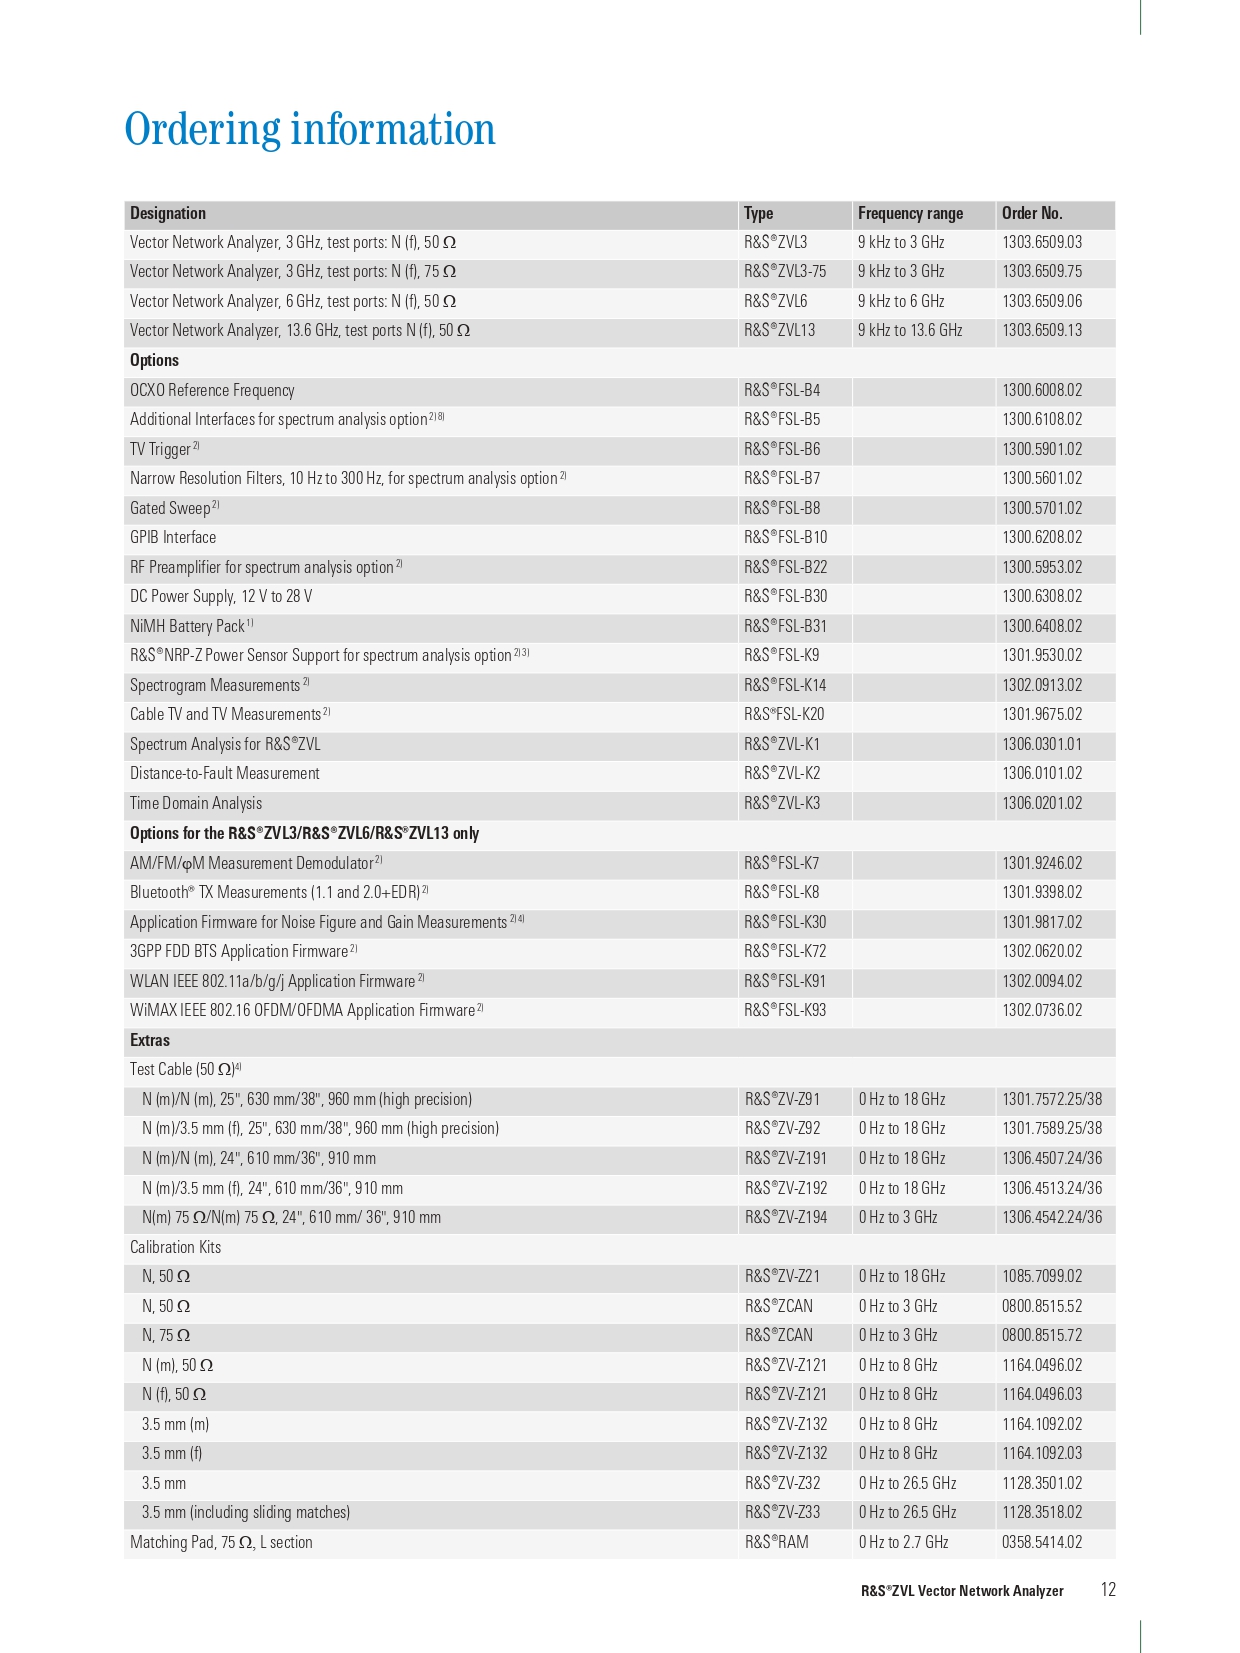 Ordering information
Designation Type Frequency range Order No.
Vector Network Analyzer, 3 GHz, test ports: N (f), 50 Ω R&S®ZVL3 9 kHz to 3 GHz 1303.6509.03
Vector Network Analyzer, 3 GHz, test ports: N (f), 75 Ω R&S®ZVL3-75 9 kHz to 3 GHz 1303.6509.75
Vector Network Analyzer, 6 GHz, test ports: N (f), 50 Ω R&S®ZVL6 9 kHz to 6 GHz 1303.6509.06
Vector Network Analyzer, 13.6 GHz, test ports N (f), 50 Ω R&S®ZVL13 9 kHz to 13.6 GHz 1303.6509.13
Options
OCXO Reference Frequency R&S®FSL-B4 1300.6008.02
Additional Interfaces for spectrum analysis option 2) 8) R&S®FSL-B5 1300.6108.02
TV Trigger 2) R&S®FSL-B6 1300.5901.02
Narrow Resolution Filters, 10 Hz to 300 Hz, for spectrum analysis option 2) R&S®FSL-B7 1300.5601.02
Gated Sweep 2) R&S®FSL-B8 1300.5701.02
GPIB Interface R&S®FSL-B10 1300.6208.02
RF Preamplifier for spectrum analysis option 2) R&S®FSL-B22 1300.5953.02
DC Power Supply, 12 V to 28 V R&S®FSL-B30 1300.6308.02
NiMH Battery Pack 1) R&S®FSL-B31 1300.6408.02
R&S®NRP-Z Power Sensor Support for spectrum analysis option 2) 3) R&S®FSL-K9 1301.9530.02
Spectrogram Measurements 2) R&S®FSL-K14 1302.0913.02
Cable TV and TV Measurements 2) R&S®FSL-K20 1301.9675.02
Spectrum Analysis for R&S®ZVL R&S®ZVL-K1 1306.0301.01
Distance-to-Fault Measurement R&S®ZVL-K2 1306.0101.02
Time Domain Analysis R&S®ZVL-K3 1306.0201.02
Options for the R&S®ZVL3/R&S®ZVL6/R&S®ZVL13 only
AM/FM/φM Measurement Demodulator 2) R&S®FSL-K7 1301.9246.02
Bluetooth® TX Measurements (1.1 and 2.0+EDR) 2) R&S®FSL-K8 1301.9398.02
Application Firmware for Noise Figure and Gain Measurements 2) 4) R&S®FSL-K30 1301.9817.02
3GPP FDD BTS Application Firmware 2) R&S®FSL-K72 1302.0620.02
WLAN IEEE 802.11a/b/g/j Application Firmware 2) R&S®FSL-K91 1302.0094.02
WiMAX IEEE 802.16 OFDM/OFDMA Application Firmware 2) R&S®FSL-K93 1302.0736.02
Extras
Test Cable (50 Ω) 4)
N (m)/N (m), 25", 630 mm/38", 960 mm (high precision) R&S®ZV-Z91 0 Hz to 18 GHz 1301.7572.25/38
N (m)/3.5 mm (f), 25", 630 mm/38", 960 mm (high precision) R&S®ZV-Z92 0 Hz to 18 GHz 1301.7589.25/38
N (m)/N (m), 24", 610 mm/36", 910 mm R&S®ZV-Z191 0 Hz to 18 GHz 1306.4507.24/36
N (m)/3.5 mm (f), 24", 610 mm/36", 910 mm R&S®ZV-Z192 0 Hz to 18 GHz 1306.4513.24/36
N(m) 75 Ω/N(m) 75 Ω, 24", 610 mm/ 36", 910 mm R&S®ZV-Z194 0 Hz to 3 GHz 1306.4542.24/36
Calibration Kits
N, 50 Ω R&S®ZV-Z21 0 Hz to 18 GHz 1085.7099.02
N, 50 Ω R&S®ZCAN 0 Hz to 3 GHz 0800.8515.52
N, 75 Ω R&S®ZCAN 0 Hz to 3 GHz 0800.8515.72
N (m), 50 Ω R&S®ZV-Z121 0 Hz to 8 GHz 1164.0496.02
N (f), 50 Ω R&S®ZV-Z121 0 Hz to 8 GHz 1164.0496.03
3.5 mm (m) R&S®ZV-Z132 0 Hz to 8 GHz 1164.1092.02
3.5 mm (f) R&S®ZV-Z132 0 Hz to 8 GHz 1164.1092.03
3.5 mm R&S®ZV-Z32 0 Hz to 26.5 GHz 1128.3501.02
3.5 mm (including sliding matches) R&S®ZV-Z33 0 Hz to 26.5 GHz 1128.3518.02
Matching Pad, 75 Ω, L section R&S®RAM 0 Hz to 2.7 GHz 0358.5414.02
R&S®ZVL Vector Network Analyzer 12